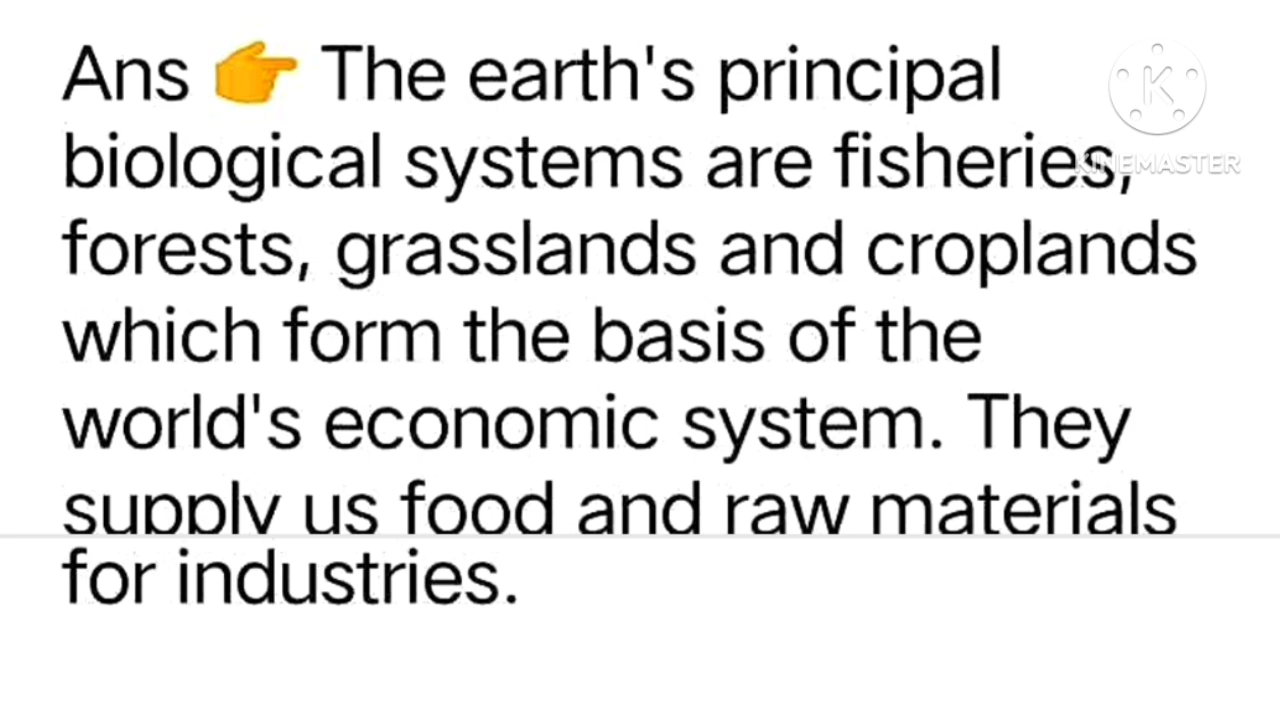 Ans 👉 The earth's principal
biological systems are fisheries,
forests, grasslands and croplands
which form the basis of the
world's economic system. They
supply us food and raw materials
for industries.
K
KINEMASTER